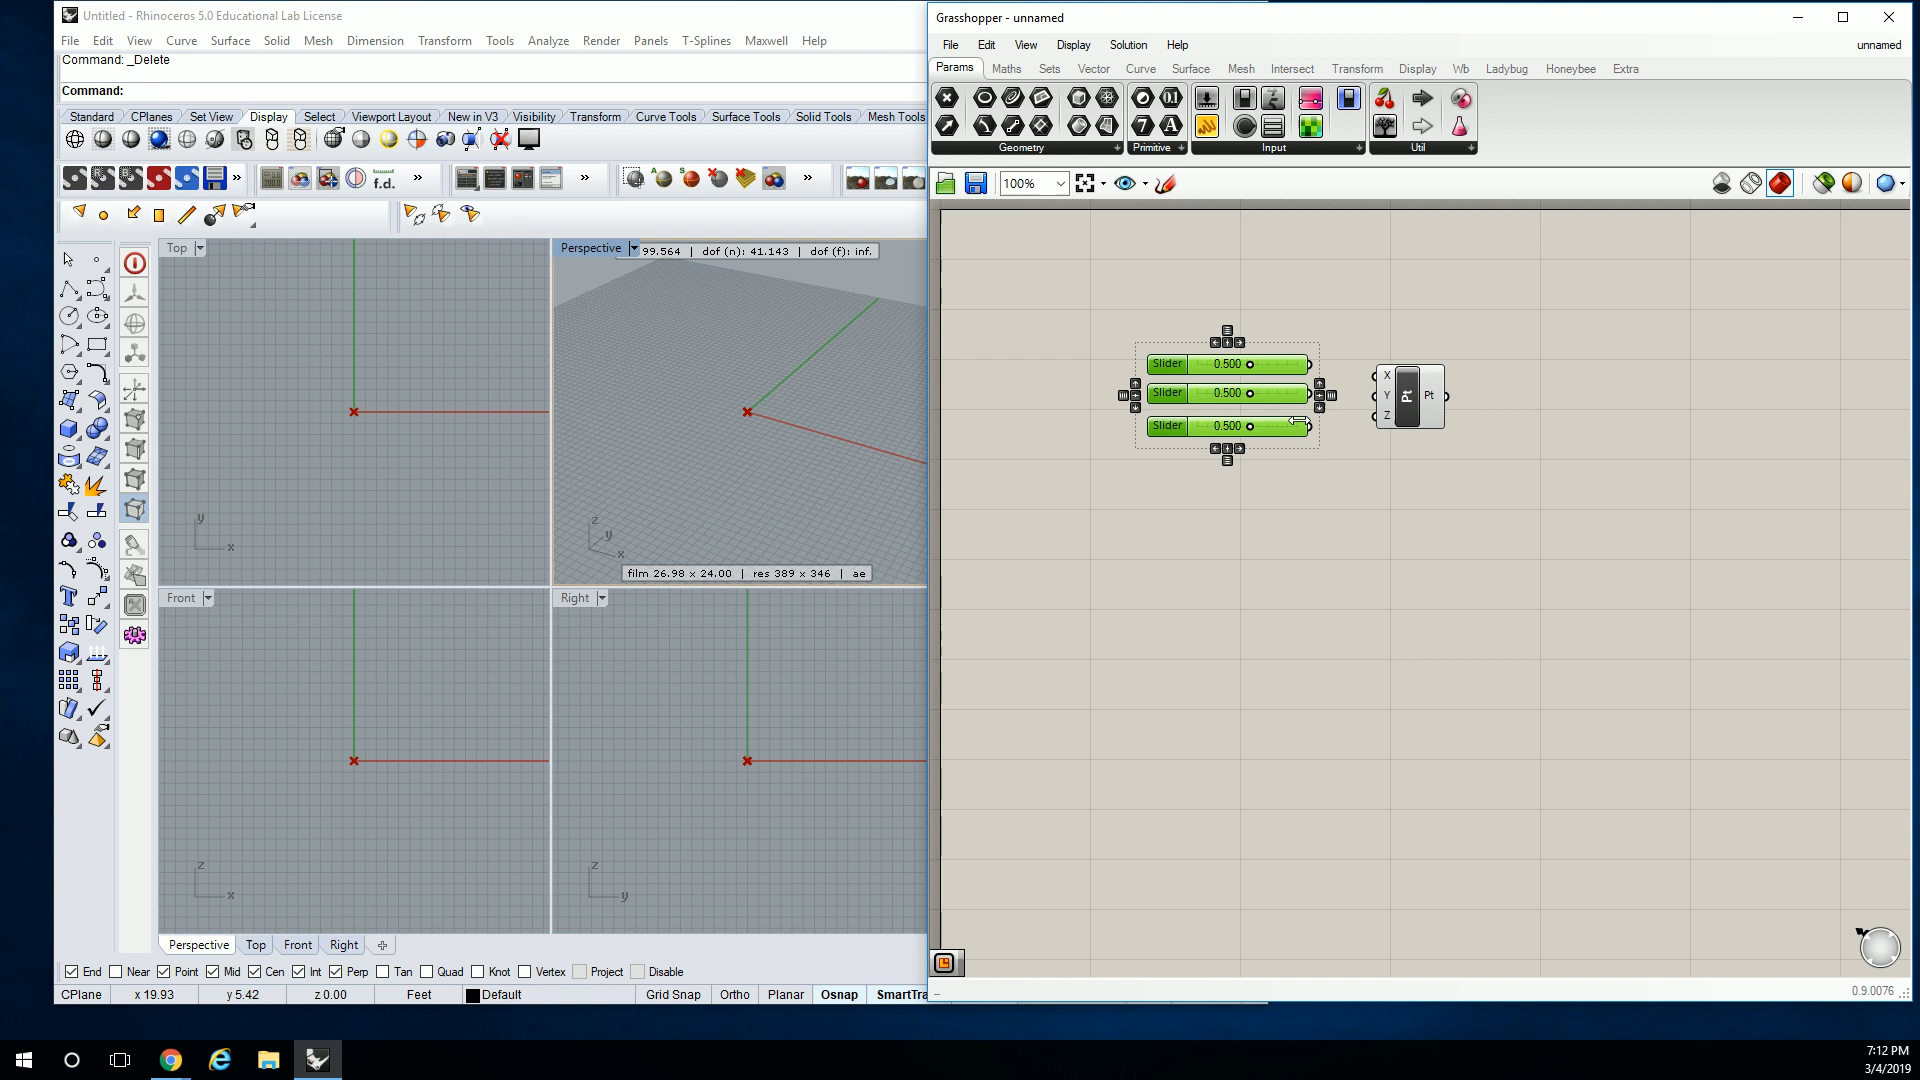 Untitled - Rhinoceros 5.0 Educational Lab License
File Edit View Curve Surface Solid Mesh Dimension Transform Tools Analyze Render Panels T-Splines Maxwell Help
Command: _Delete
Command:
Standard CPlanes Set View Display Select Viewport Layout New in V3 Visibility Transform Curve Tools Surface Tools Solid Tools Mesh Tools
f.d.
Top
Perspective
99.564 | dof (n): 41.143 | dof (f): inf.
y
x
z
y
x
film 26.98 x 24.00 | res 389 x 346 | ae
Front
Right
z
x
z
y
Perspective Top Front Right
End Near Point Mid Cen Int Perp Tan Quad Knot Vertex Project Disable
CPlane x 19.93 y 5.42 z 0.00 Feet Default Grid Snap Ortho Planar Osnap SmartTra
Grasshopper - unnamed
File Edit View Display Solution Help unnamed
Params Maths Sets Vector Curve Surface Mesh Intersect Transform Display Wb Ladybug Honeybee Extra
0.1
7 A
Geometry Primitive Input Util
100%
Slider 0.500
Slider 0.500
Slider 0.500
X
Y
Z
Pt
Pt
0.9.0076
7:12 PM
3/4/2019